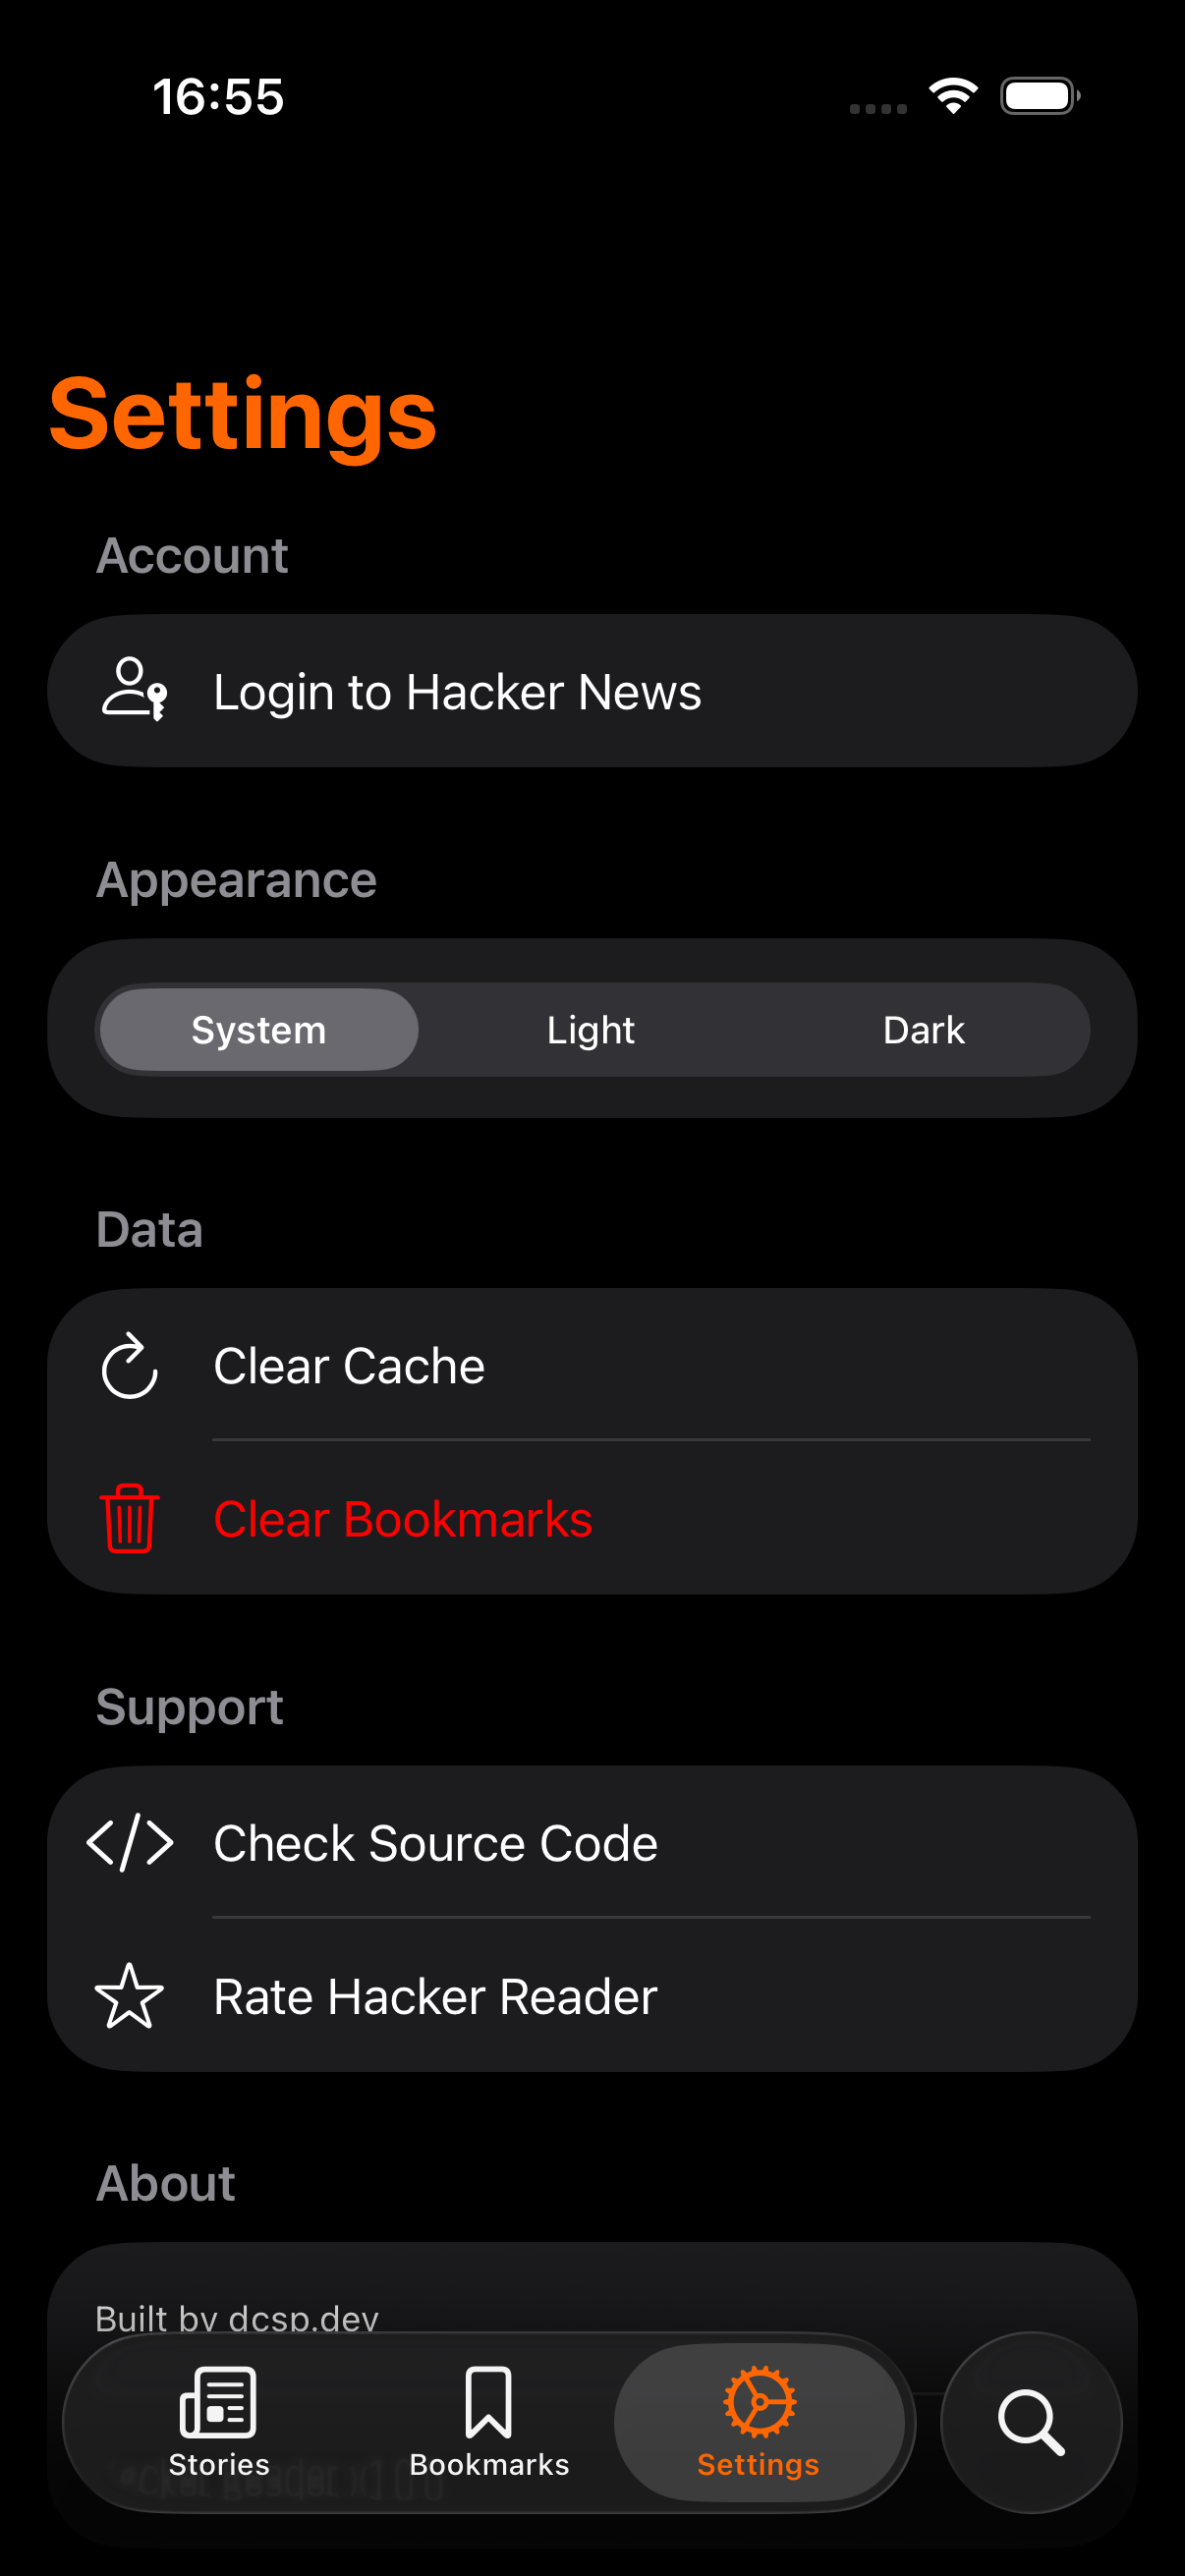 16:55
Settings
Account
Login to Hacker News
Appearance
System
Light
Dark
Data
Clear Cache
Clear Bookmarks
Support
Check Source Code
Rate Hacker Reader
About
Built by dcsp.dev
Stories
Bookmarks
Settings